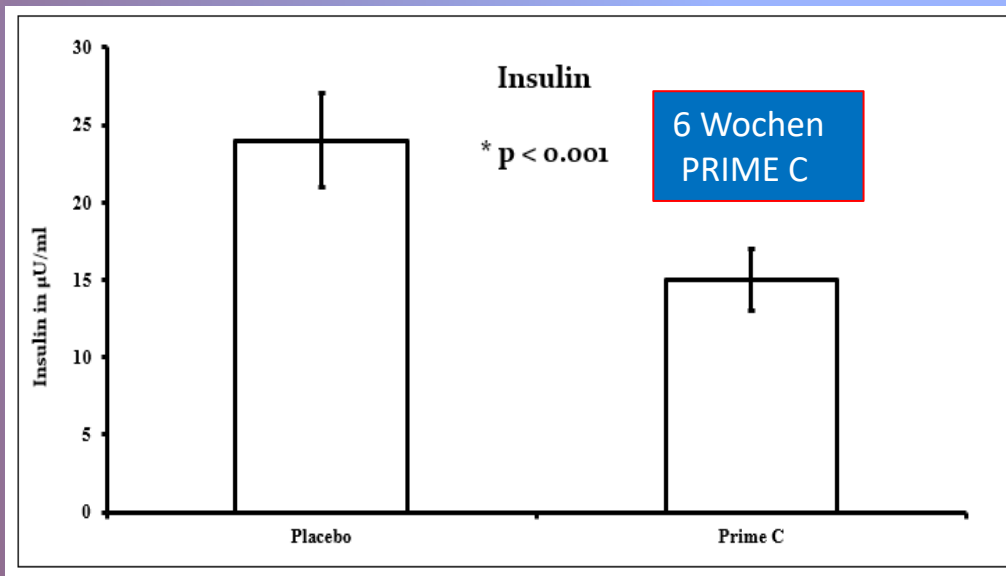 30
Insulin
25
6 Wochen
PRIME C
* p < 0.001
20
Insulin in µU/ml
15
10
5
0
Placebo
Prime C